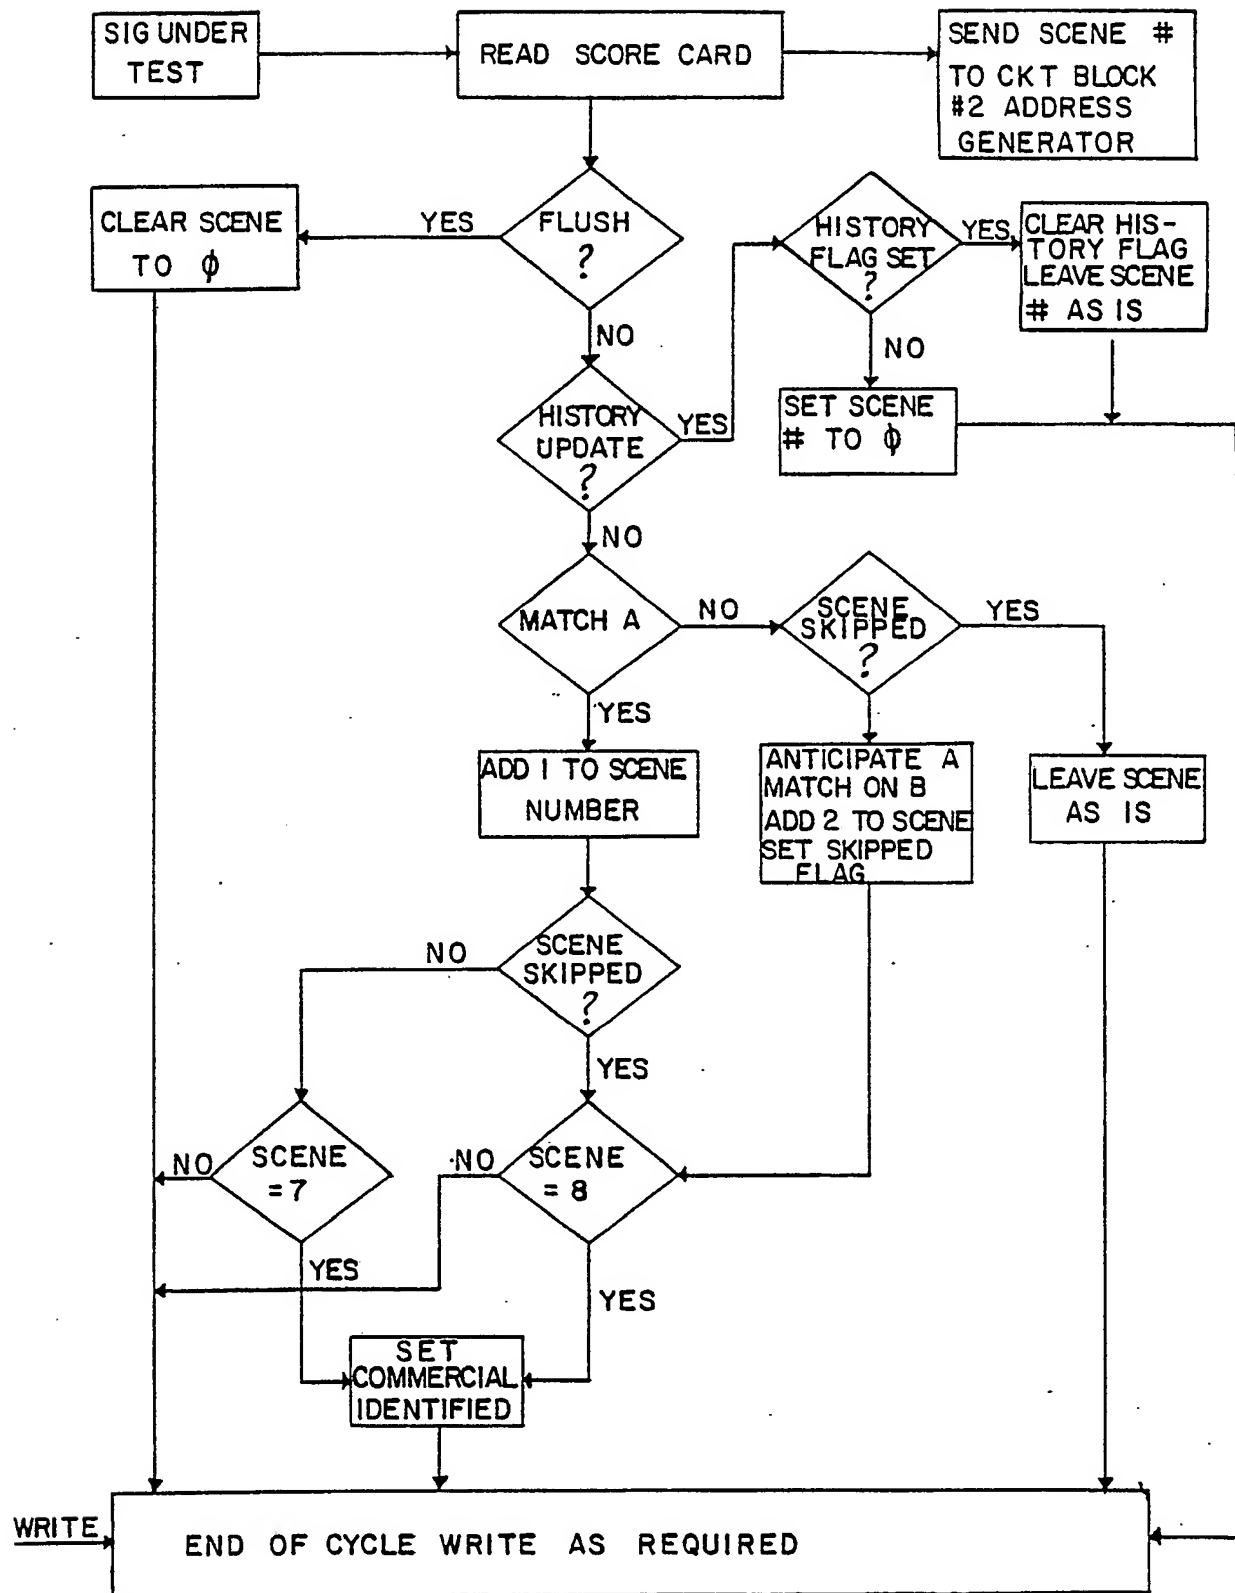 SIG UNDER
TEST
READ SCORE CARD
SEND SCENE #
TO CKT BLOCK
#2 ADDRESS
GENERATOR
CLEAR SCENE
TO ϕ
YES
FLUSH
?
NO
HISTORY
FLAG SET
?
YES
CLEAR HIS-
TORY FLAG
LEAVE SCENE
# AS IS
NO
HISTORY
UPDATE
?
YES
SET SCENE
# TO ϕ
NO
MATCH A
NO
SCENE
SKIPPED
?
YES
YES
ADD 1 TO SCENE
NUMBER
ANTICIPATE A
MATCH ON B
ADD 2 TO SCENE
SET SKIPPED
FLAG
LEAVE SCENE
AS IS
SCENE
SKIPPED
?
NO
YES
SCENE
=7
NO
YES
SCENE
=8
NO
YES
SET
COMMERCIAL
IDENTIFIED
WRITE
END OF CYCLE WRITE AS REQUIRED